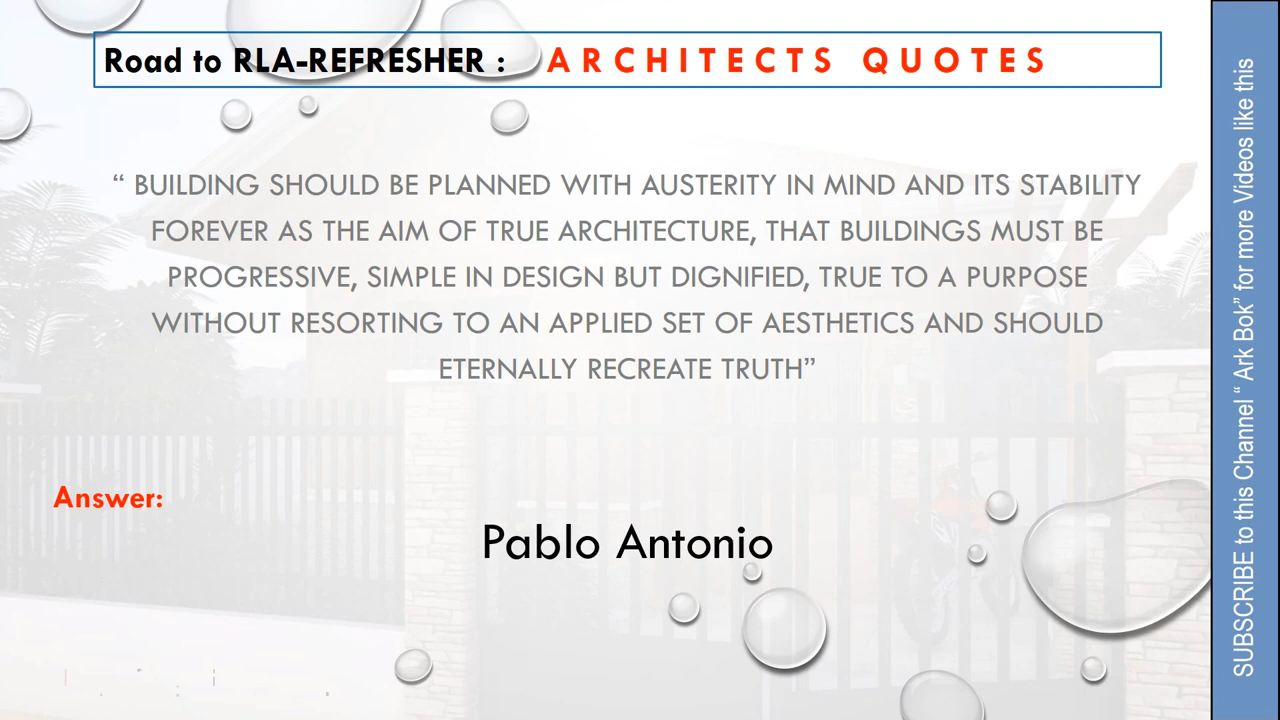 Road to RLA-REFRESHER : ARCHITECTS QUOTES
“ BUILDING SHOULD BE PLANNED WITH AUSTERITY IN MIND AND ITS STABILITY
FOREVER AS THE AIM OF TRUE ARCHITECTURE, THAT BUILDINGS MUST BE
PROGRESSIVE, SIMPLE IN DESIGN BUT DIGNIFIED, TRUE TO A PURPOSE
WITHOUT RESORTING TO AN APPLIED SET OF AESTHETICS AND SHOULD
ETERNALLY RECREATE TRUTH”
Answer:
Pablo Antonio
SUBSCRIBE to this Channel “ Ark Bok” for more Videos like this